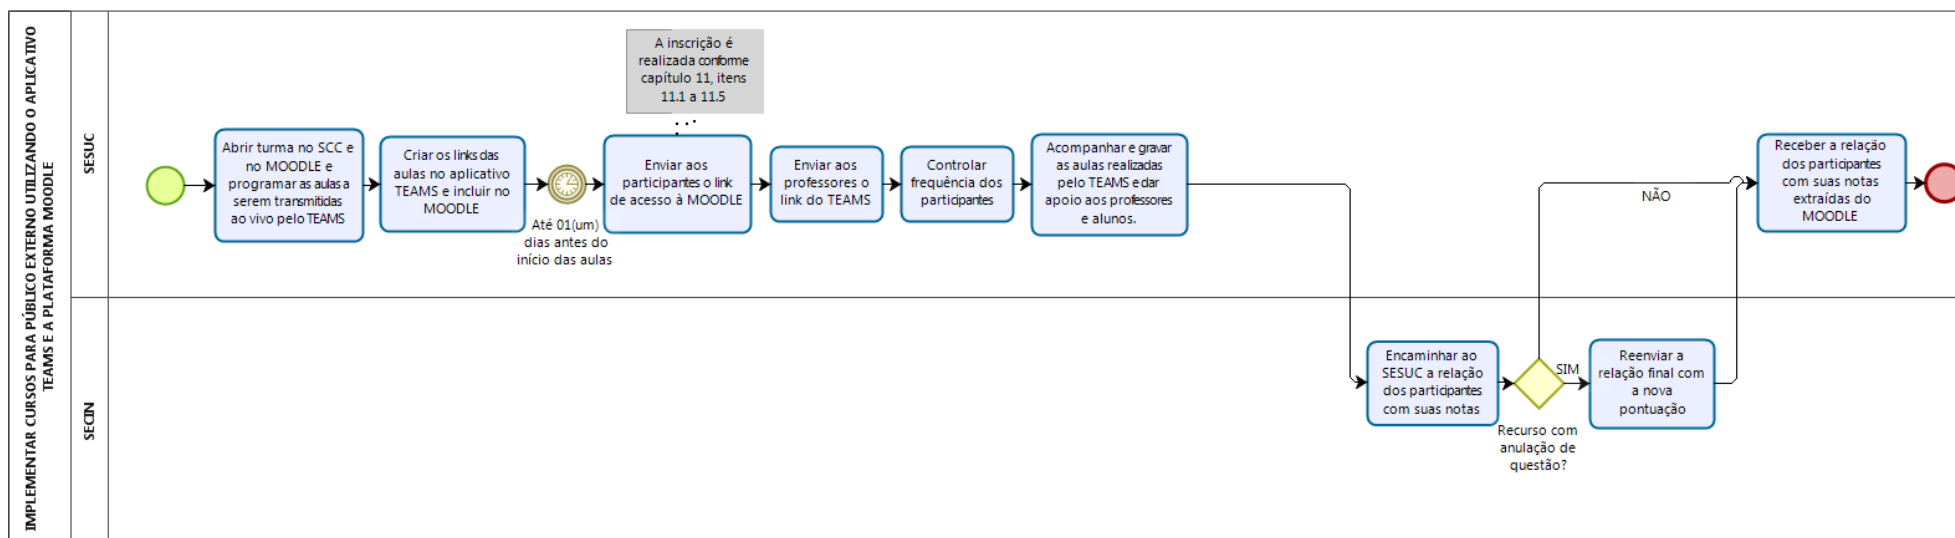 IMPLEMENTAR CURSOS PARA PÚBLICO EXTERNO UTILIZANDO O APLICATIVO
TEAMS E A PLATAFORMA MOODLE
SESUC
A inscrição é
realizada conforme
capítulo 11, itens
11.1 a 11.5
Abrir turma no SCC e
no MOODLE e
programar as aulas a
serem transmitidas
ao vivo pelo TEAMS
Criar os links das
aulas no aplicativo
TEAMS e incluir no
MOODLE
Até 01(um)
dias antes do
início das aulas
Enviar aos
participantes o link
de acesso à MOODLE
Enviar aos
professores o
link do TEAMS
Controlar
frequência dos
participantes
Acompanhar e gravar
as aulas realizadas
pelo TEAMS e dar
apoio aos professores
e alunos.
NÃO
Receber a relação
dos participantes
com suas notas
extraídas do
MOODLE
SECIN
Encaminhar ao
SESUC a relação
dos participantes
com suas notas
SIM
Recurso com
anulação de
questão?
Reenviar a
relação final com
a nova
pontuação